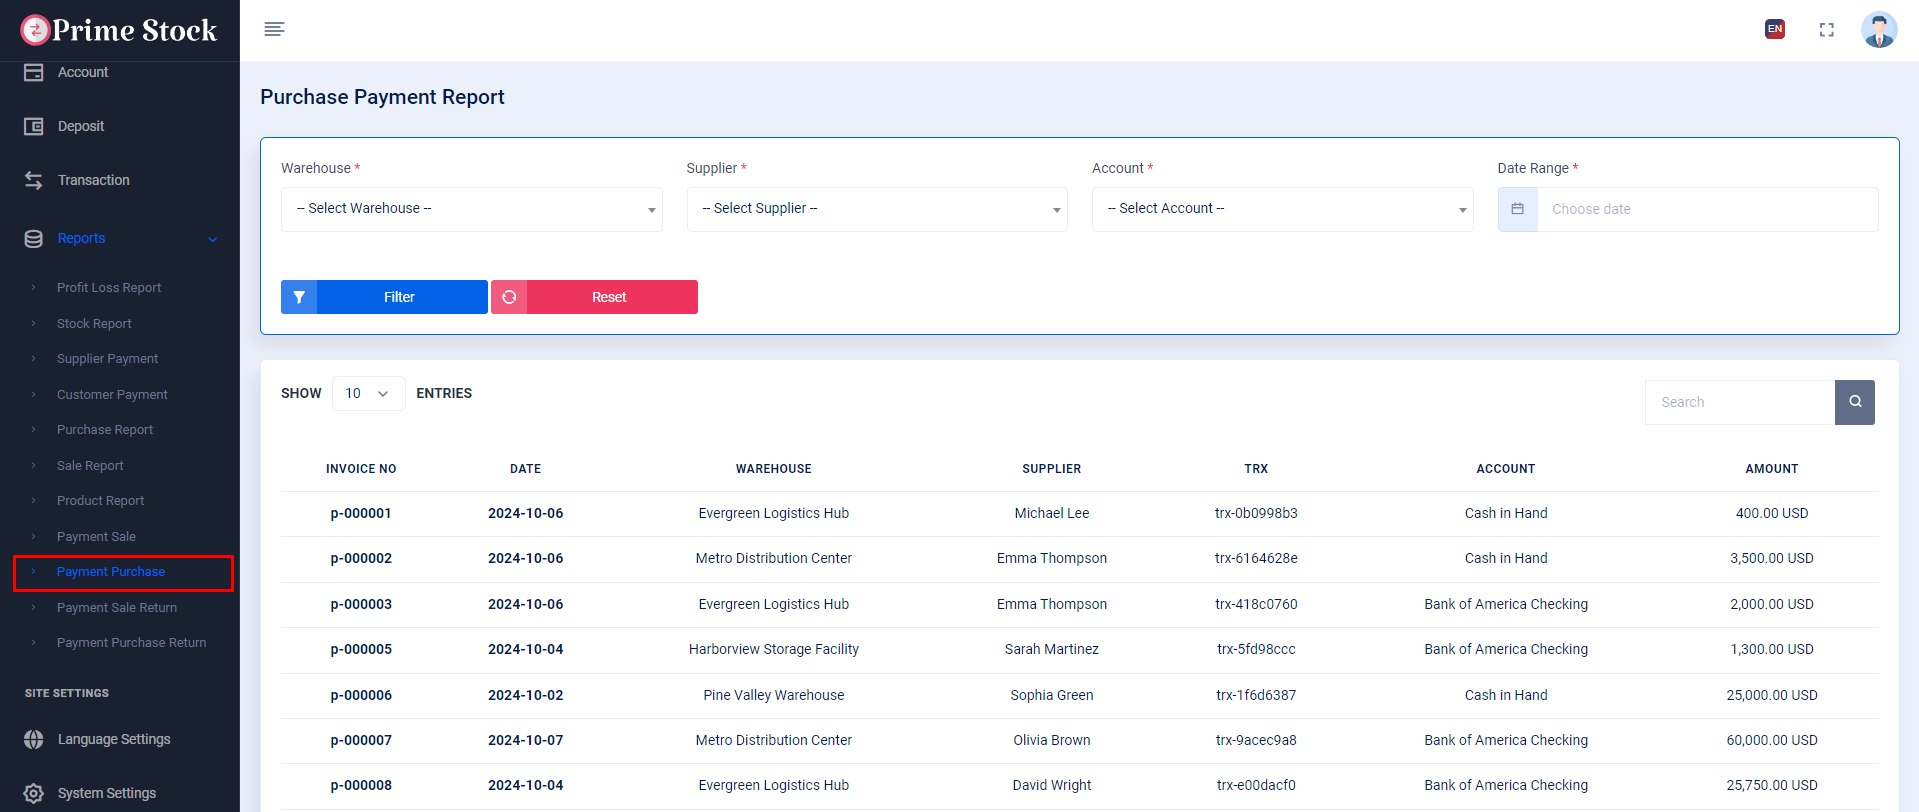 Prime Stock
EN
Account
Deposit
Transaction
Reports
Profit Loss Report
Stock Report
Supplier Payment
Customer Payment
Purchase Report
Sale Report
Product Report
Payment Sale
Payment Purchase
Payment Sale Return
Payment Purchase Return
SITE SETTINGS
Language Settings
System Settings
Purchase Payment Report
Warehouse * Supplier * Account * Date Range *
-- Select Warehouse -- -- Select Supplier -- -- Select Account -- Choose date
Filter Reset
SHOW 10 ENTRIES Search
INVOICE NO DATE WAREHOUSE SUPPLIER TRX ACCOUNT AMOUNT
p-000001 2024-10-06 Evergreen Logistics Hub Michael Lee trx-0b0998b3 Cash in Hand 400.00 USD
p-000002 2024-10-06 Metro Distribution Center Emma Thompson trx-6164628e Cash in Hand 3,500.00 USD
p-000003 2024-10-06 Evergreen Logistics Hub Emma Thompson trx-418c0760 Bank of America Checking 2,000.00 USD
p-000005 2024-10-04 Harborview Storage Facility Sarah Martinez trx-5fd98ccc Bank of America Checking 1,300.00 USD
p-000006 2024-10-02 Pine Valley Warehouse Sophia Green trx-1f6d6387 Cash in Hand 25,000.00 USD
p-000007 2024-10-07 Metro Distribution Center Olivia Brown trx-9acec9a8 Bank of America Checking 60,000.00 USD
p-000008 2024-10-04 Evergreen Logistics Hub David Wright trx-e00dacf0 Bank of America Checking 25,750.00 USD